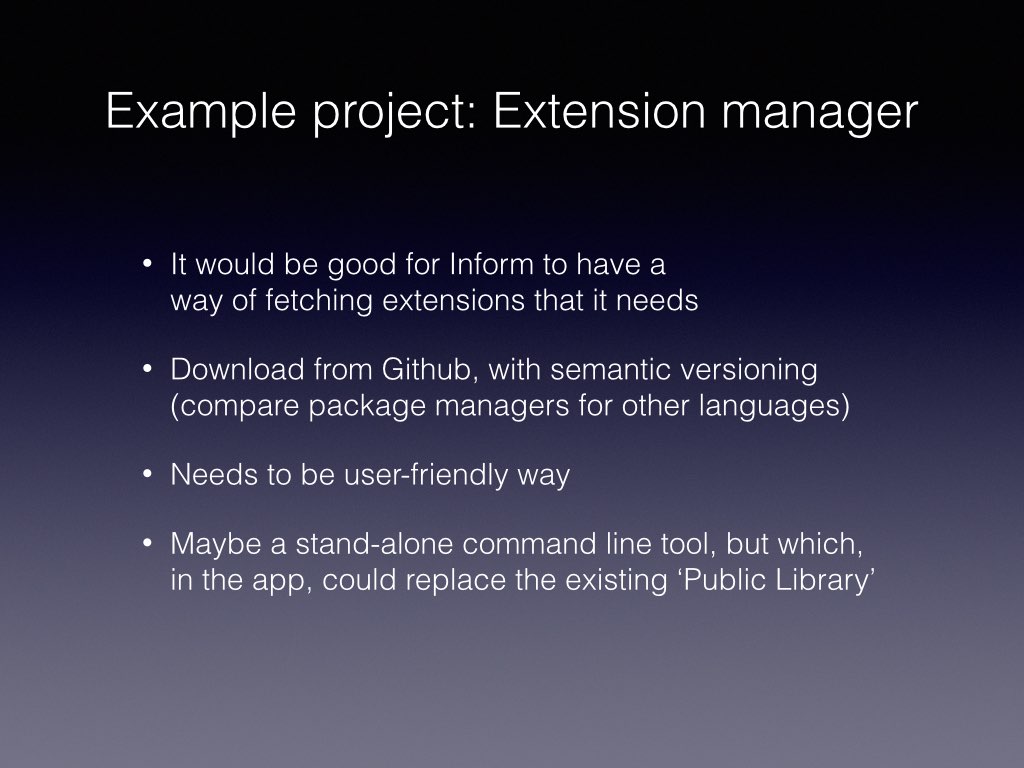 Example project: Extension manager
• It would be good for Inform to have a
way of fetching extensions that it needs
• Download from Github, with semantic versioning
(compare package managers for other languages)
• Needs to be user-friendly way
• Maybe a stand-alone command line tool, but which,
in the app, could replace the existing ‘Public Library’